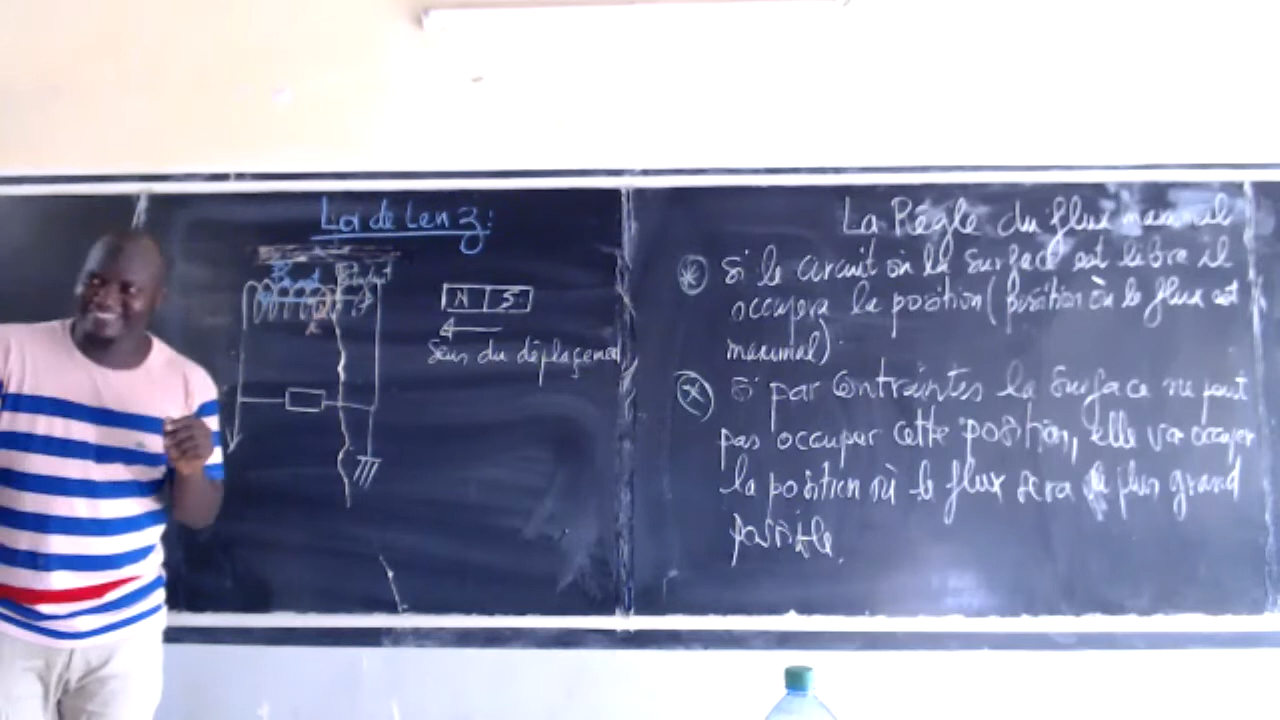 Loi de Lenz:
N S
Sens du déplacement
La Règle du flux maximal
* Si le circuit ou la surface est libre il
occupera la position (position où le flux est
maximal)
* Si par contraintes la surface ne peut
pas occuper cette position, elle va occuper
la position où le flux sera le plus grand
possible.